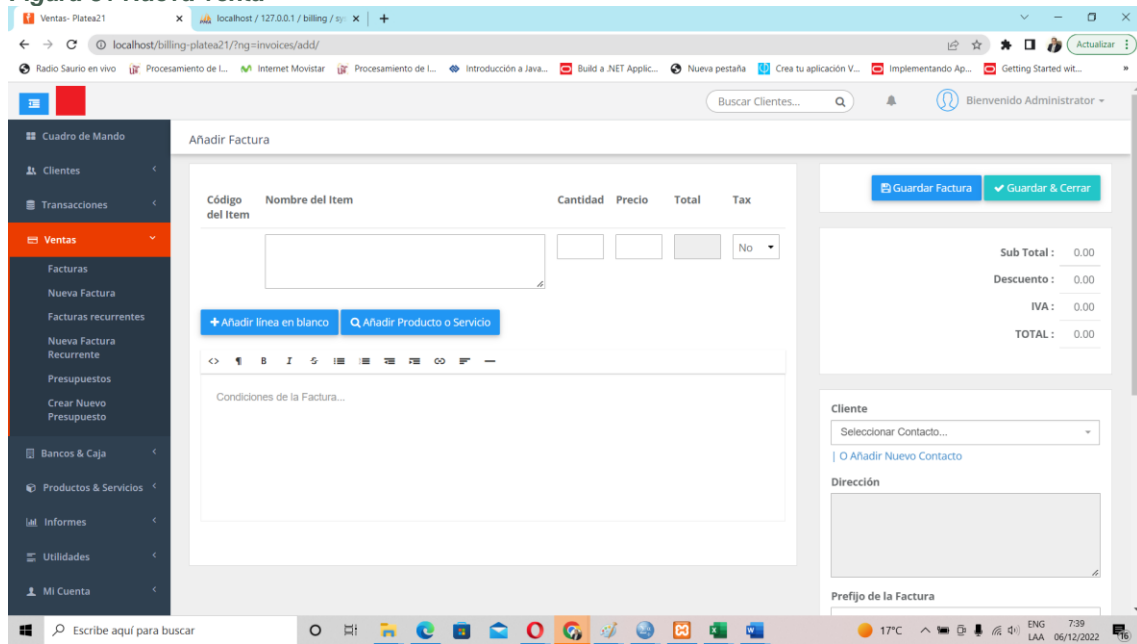 Figura 5. Nueva venta
Ventas- Platea21
localhost / 127.0.0.1 / billing / sy
localhost/billing-platea21/?ng=invoices/add/
Actualizar
Radio Saurio en vivo
Procesamiento de l...
Internet Movistar
Procesamiento de l...
Introducción a Java...
Build a .NET Applic...
Nueva pestaña
Crea tu aplicación V...
Implementando Ap...
Getting Started wit...
»
Buscar Clientes...
Bienvenido Administrator
Cuadro de Mando
Añadir Factura
Clientes
Transacciones
Ventas
Facturas
Nueva Factura
Facturas recurrentes
Nueva Factura
Recurrente
Presupuestos
Crear Nuevo
Presupuesto
Bancos & Caja
Productos & Servicios
Informes
Utilidades
Mi Cuenta
Código
del Item
Nombre del Item
Cantidad
Precio
Total
Tax
No
Añadir línea en blanco
Añadir Producto o Servicio
B I S
Condiciones de la Factura...
Guardar Factura
Guardar & Cerrar
Sub Total : 0.00
Descuento : 0.00
IVA : 0.00
TOTAL : 0.00
Cliente
Seleccionar Contacto...
| O Añadir Nuevo Contacto
Dirección
Prefijo de la Factura
Escribe aquí para buscar
17°C
ENG
LAA
7:39
06/12/2022
16